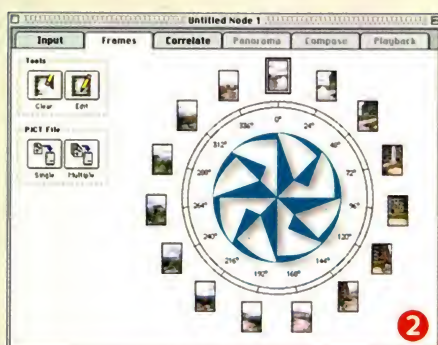 Untitled Node 1
Input Frames Correlate Panorama Compose Playback
Tools
Clear Edit
PICT File
Single Multiple
0°
24°
48°
72°
96°
120°
144°
168°
192°
216°
240°
264°
288°
312°
336°
2